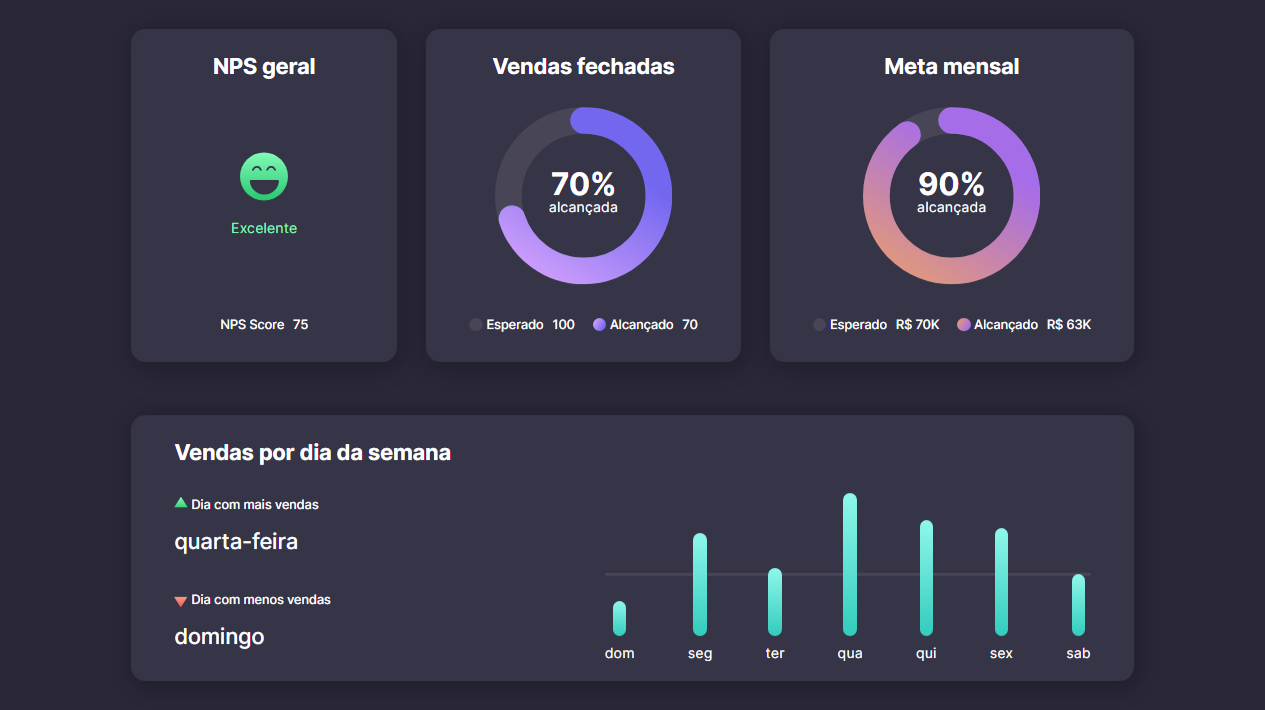 NPS geral
Excelente
NPS Score 75
Vendas fechadas
70%
alcançada
Esperado 100 Alcançado 70
Meta mensal
90%
alcançada
Esperado R$ 70K Alcançado R$ 63K
Vendas por dia da semana
Dia com mais vendas
quarta-feira
Dia com menos vendas
domingo
dom seg ter qua qui sex sab